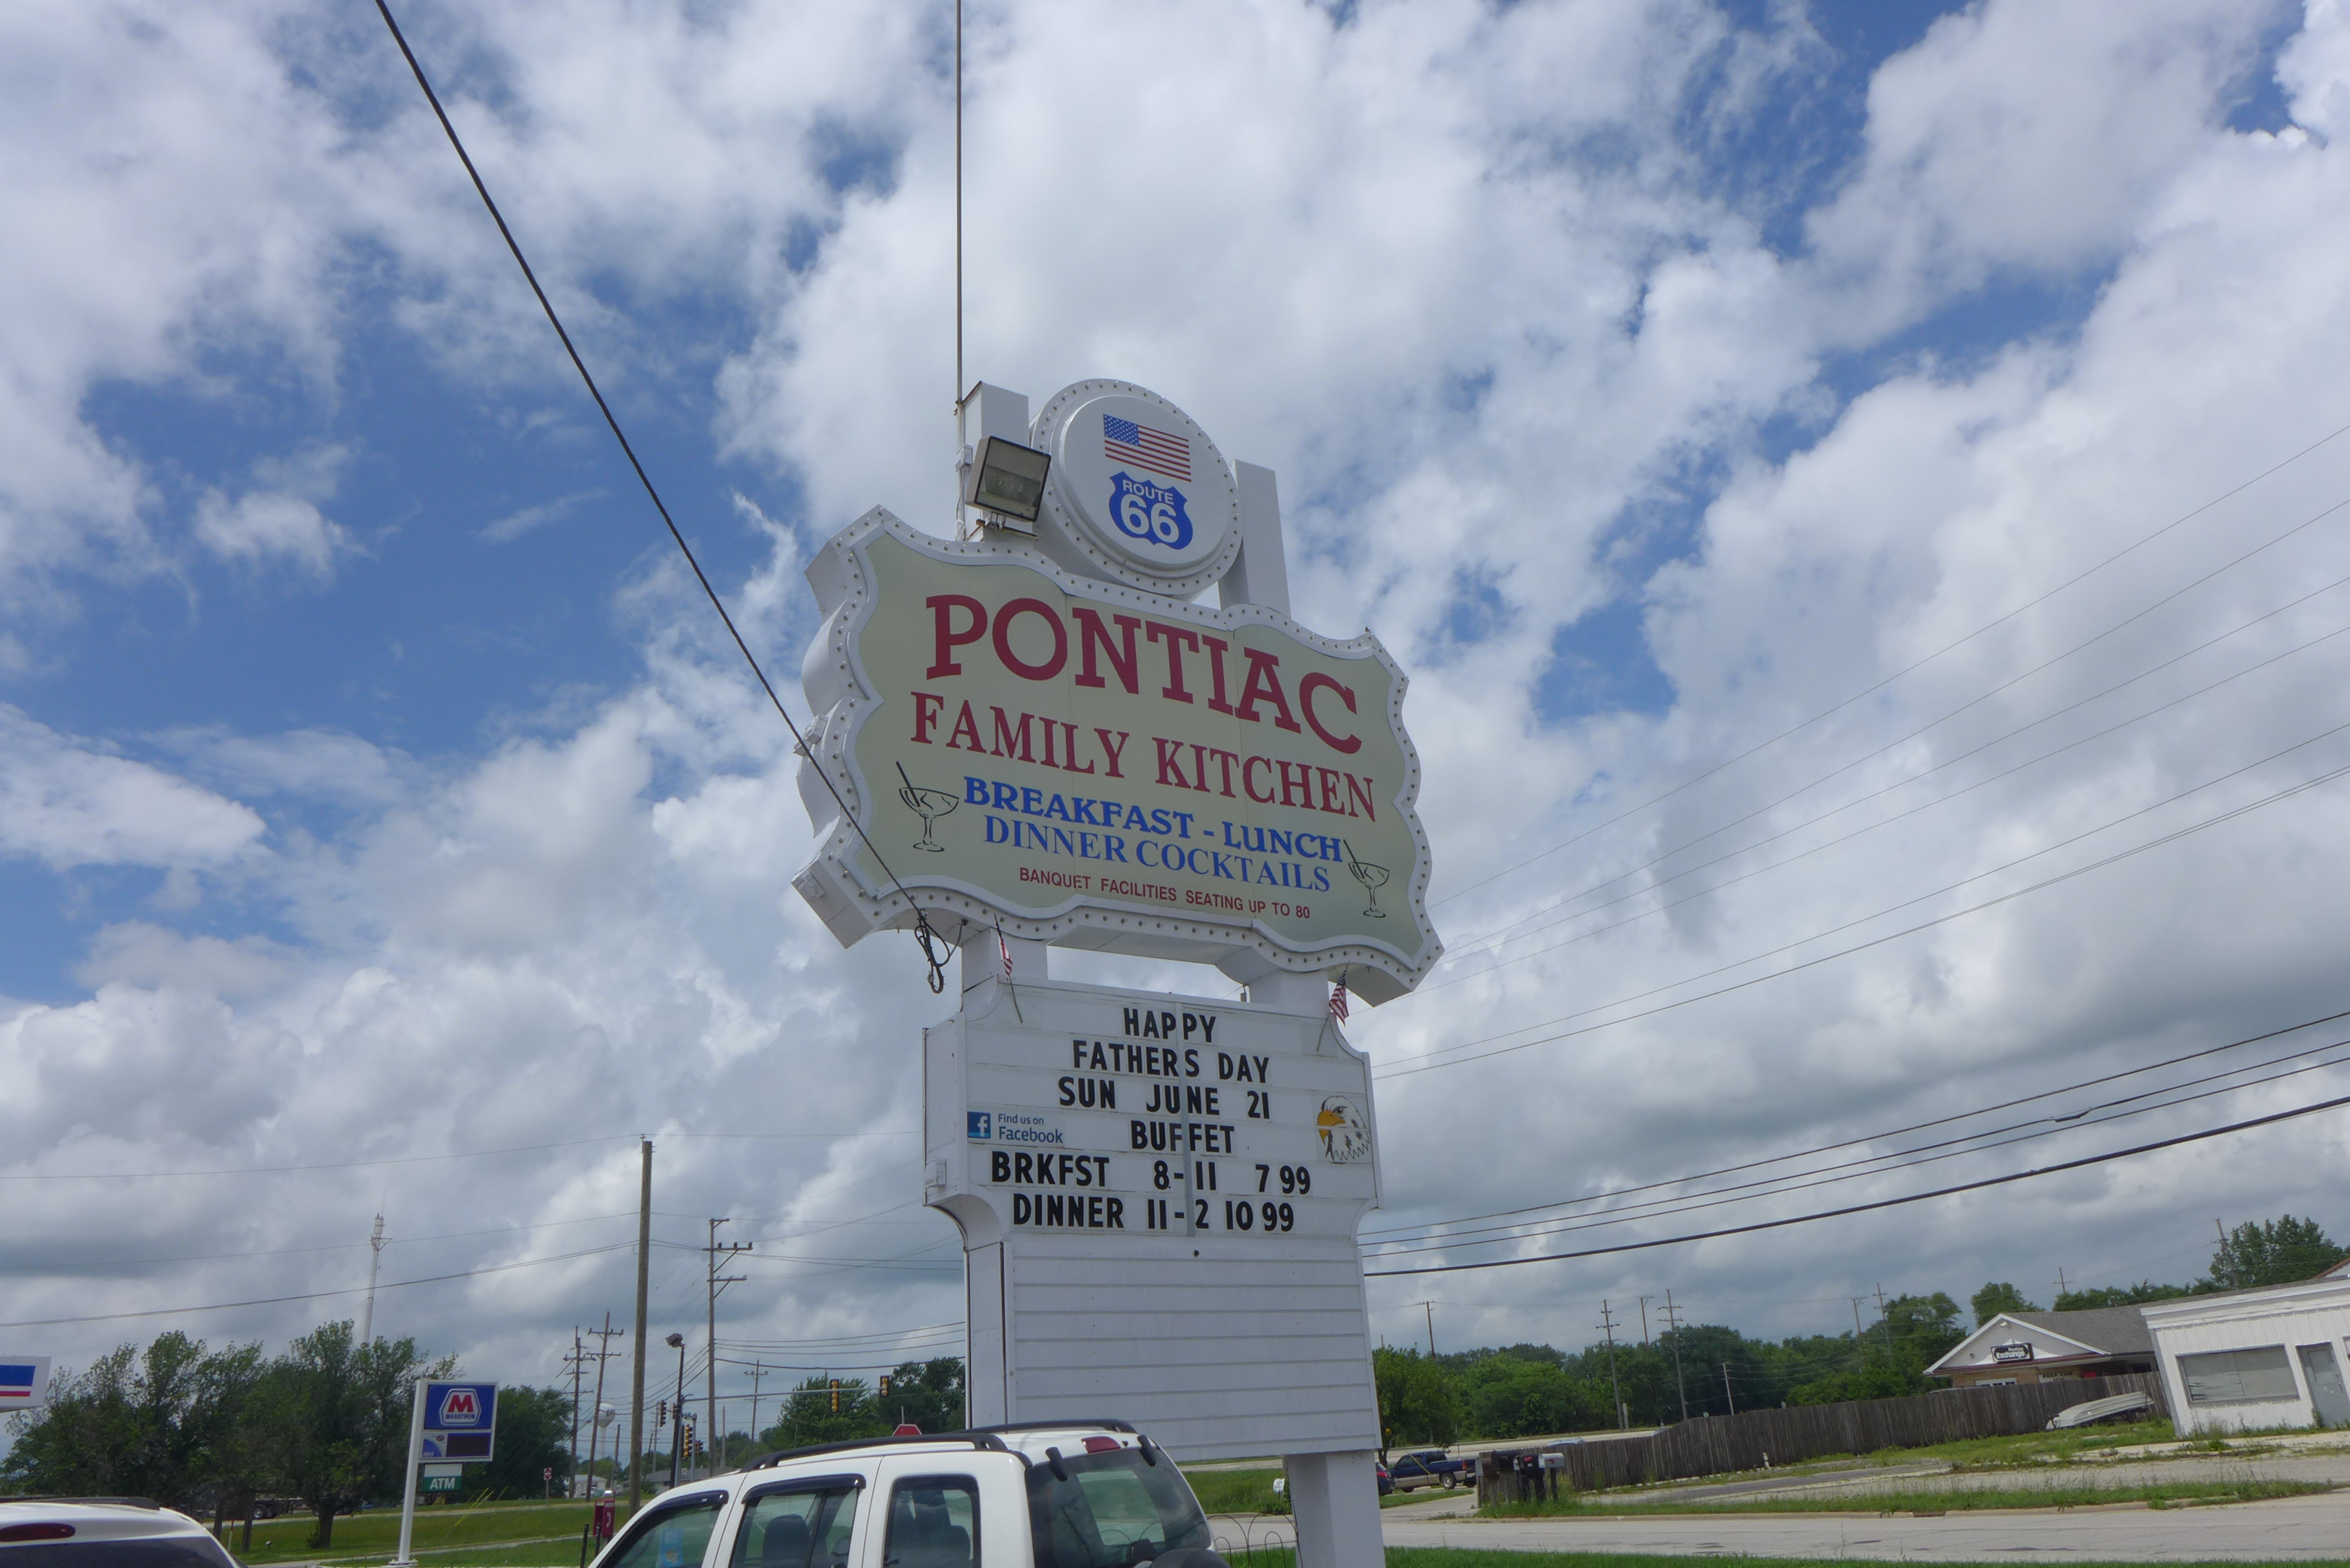 ROUTE
66
PONTIAC
FAMILY KITCHEN
BREAKFAST - LUNCH
DINNER COCKTAILS
BANQUET FACILITIES SEATING UP TO 80
HAPPY
FATHERS DAY
SUN JUNE 21
Find us on
Facebook
BUFFET
BRKFST 8-11 7 99
DINNER 11-2 10 99
M
MARATHON
ATM
Exchange